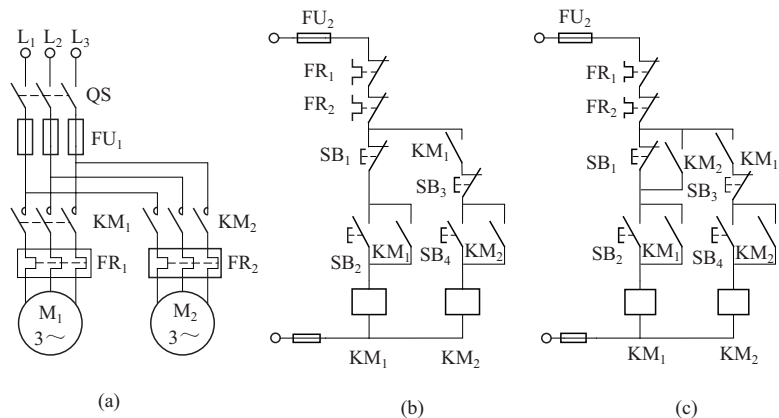 L₁ L₂ L₃
QS
FU₁
KM₁
KM₂
FR₁
FR₂
M₁
3～
M₂
3～
(a)
FU₂
FR₁
FR₂
SB₁
KM₁
SB₃
SB₂
KM₁
SB₄
KM₂
KM₁
KM₂
(b)
FU₂
FR₁
FR₂
SB₁
KM₂
KM₁
SB₃
SB₂
KM₁
SB₄
KM₂
KM₁
KM₂
(c)